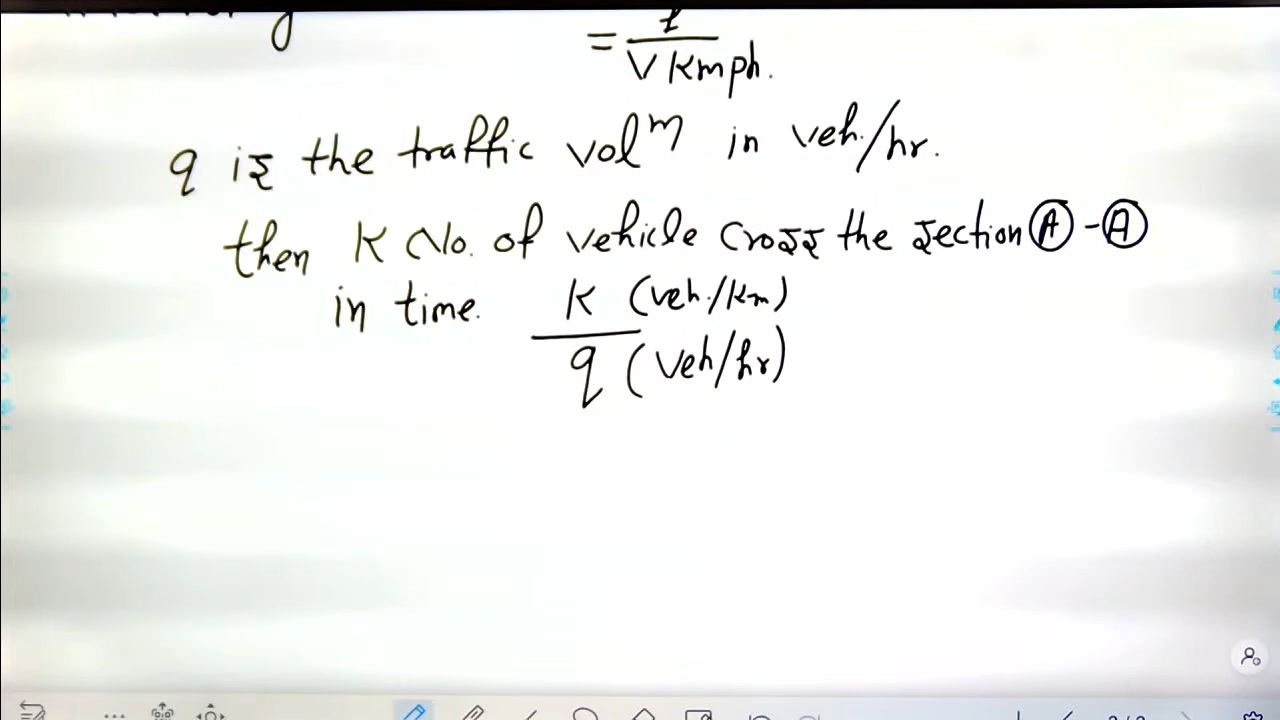 = 1/V Kmph.
q is the traffic vol^m in veh./hr.
then K No. of vehicle cross the section Ⓐ-Ⓐ
in time. K (veh./Km)
q (veh/hr)